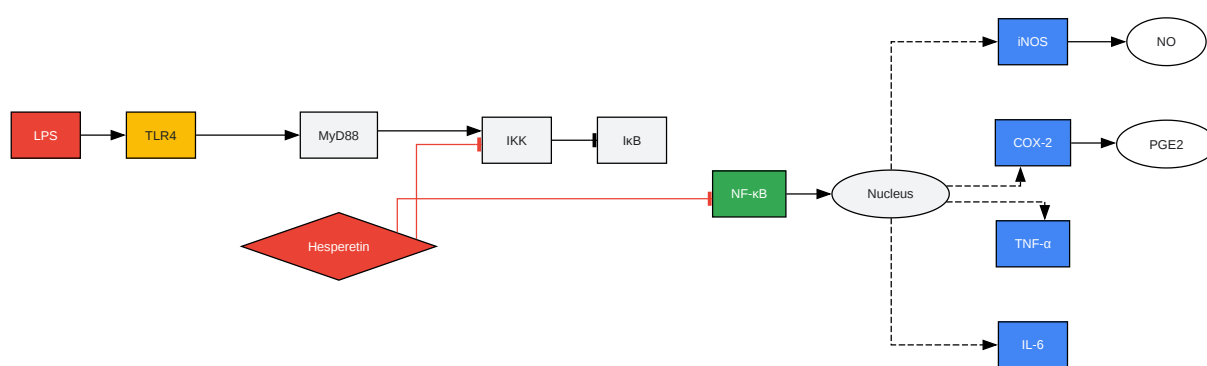 LPS
TLR4
MyD88
IKK
IκB
Hesperetin
NF-κB
Nucleus
iNOS
NO
COX-2
PGE2
TNF-α
IL-6